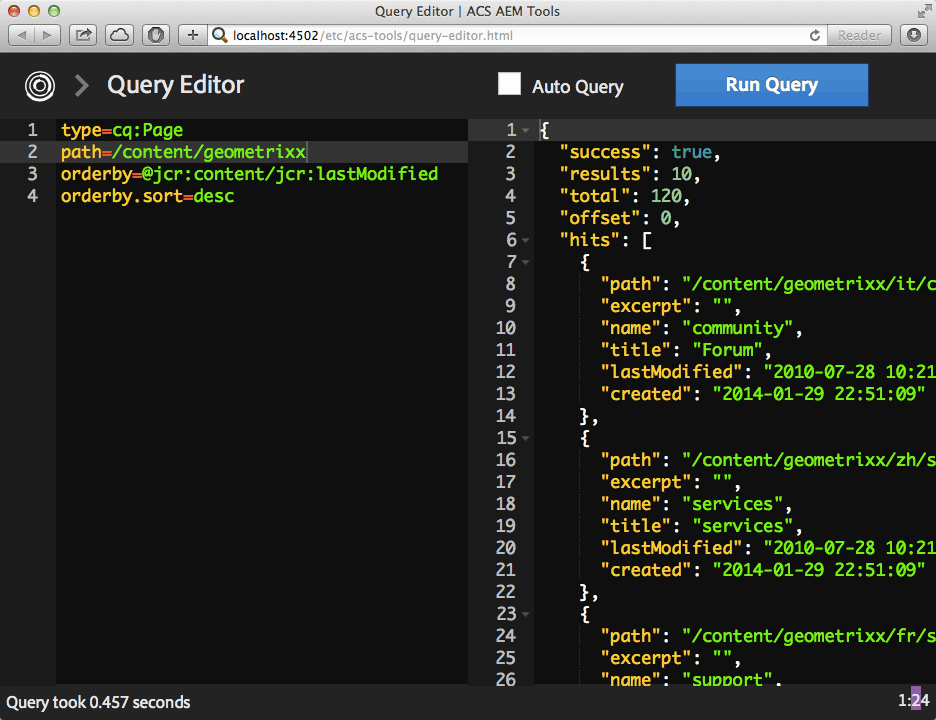 Query Editor | ACS AEM Tools
localhost:4502/etc/acs-tools/query-editor.html
Reader
Query Editor
Auto Query
Run Query
1 type=cq:Page
2 path=/content/geometrixx
3 orderby=@jcr:content/jcr:lastModified
4 orderby.sort=desc
1 {
2 "success": true,
3 "results": 10,
4 "total": 120,
5 "offset": 0,
6 "hits": [
7 {
8 "path": "/content/geometrixx/it/c
9 "excerpt": "",
10 "name": "community",
11 "title": "Forum",
12 "lastModified": "2010-07-28 10:21
13 "created": "2014-01-29 22:51:09"
14 },
15 {
16 "path": "/content/geometrixx/zh/s
17 "excerpt": "",
18 "name": "services",
19 "title": "services",
20 "lastModified": "2010-07-28 10:21
21 "created": "2014-01-29 22:51:09"
22 },
23 {
24 "path": "/content/geometrixx/fr/s
25 "excerpt": "",
26 "name": "support",
Query took 0.457 seconds
1:24